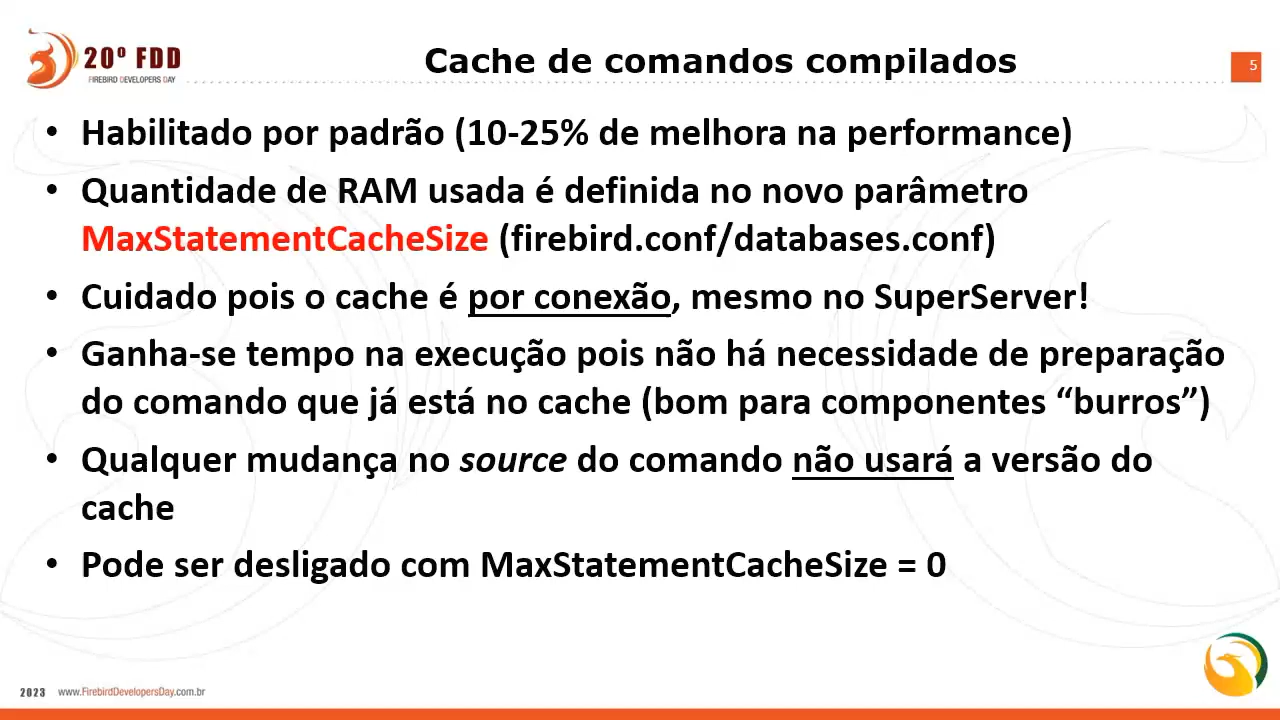 20º FDD
FIREBIRD DEVELOPERS DAY
Cache de comandos compilados
5
• Habilitado por padrão (10-25% de melhora na performance)
• Quantidade de RAM usada é definida no novo parâmetro
MaxStatementCacheSize (firebird.conf/databases.conf)
• Cuidado pois o cache é por conexão, mesmo no SuperServer!
• Ganha-se tempo na execução pois não há necessidade de preparação
do comando que já está no cache (bom para componentes “burros”)
• Qualquer mudança no source do comando não usará a versão do
cache
• Pode ser desligado com MaxStatementCacheSize = 0
2023 www.FirebirdDevelopersDay.com.br